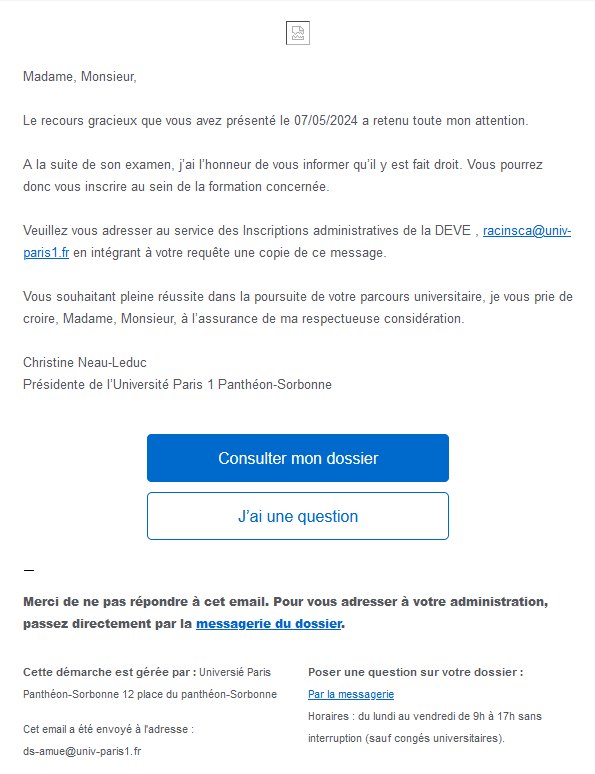 Madame, Monsieur,
Le recours gracieux que vous avez présenté le 07/05/2024 a retenu toute mon attention.
A la suite de son examen, j’ai l’honneur de vous informer qu’il y est fait droit. Vous pourrez
donc vous inscrire au sein de la formation concernée.
Veuillez vous adresser au service des Inscriptions administratives de la DEVE , racinsca@univ-
paris1.fr en intégrant à votre requête une copie de ce message.
Vous souhaitant pleine réussite dans la poursuite de votre parcours universitaire, je vous prie de
croire, Madame, Monsieur, à l’assurance de ma respectueuse considération.
Christine Neau-Leduc
Présidente de l’Université Paris 1 Panthéon-Sorbonne
Consulter mon dossier
J’ai une question
—
Merci de ne pas répondre à cet email. Pour vous adresser à votre administration,
passez directement par la messagerie du dossier.
Cette démarche est gérée par : Universié Paris
Panthéon-Sorbonne 12 place du panthéon-Sorbonne
Cet email a été envoyé à l'adresse :
ds-amue@univ-paris1.fr
Poser une question sur votre dossier :
Par la messagerie
Horaires : du lundi au vendredi de 9h à 17h sans
interruption (sauf congés universitaires).